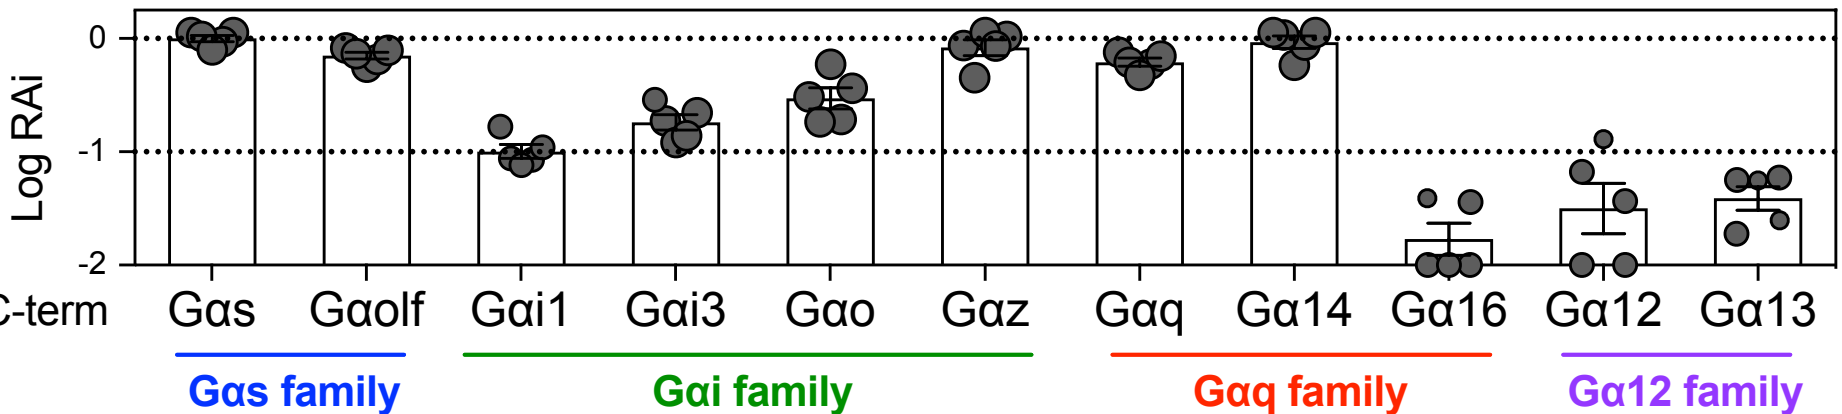 Log RAi
0
-1
-2
C-term Gαs Gαolf Gαi1 Gαi3 Gαo Gαz Gαq Gα14 Gα16 Gα12 Gα13
Gαs family Gαi family Gαq family Gα12 family